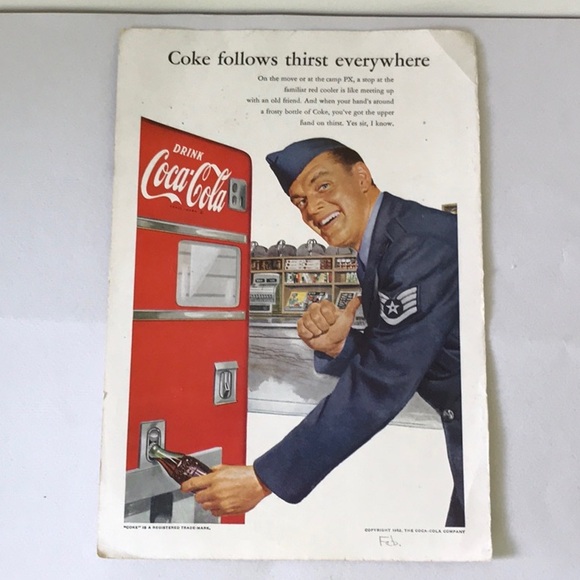 Coke follows thirst everywhere
On the move or at the camp PX, a stop at the
familiar red cooler is like meeting up
with an old friend. And when your hand's around
a frosty bottle of Coke, you've got the upper
hand on thirst. Yes sir, I know.
DRINK
Coca-Cola
"COKE" IS A REGISTERED TRADE-MARK.
COPYRIGHT 1952, THE COCA-COLA COMPANY
Feb.